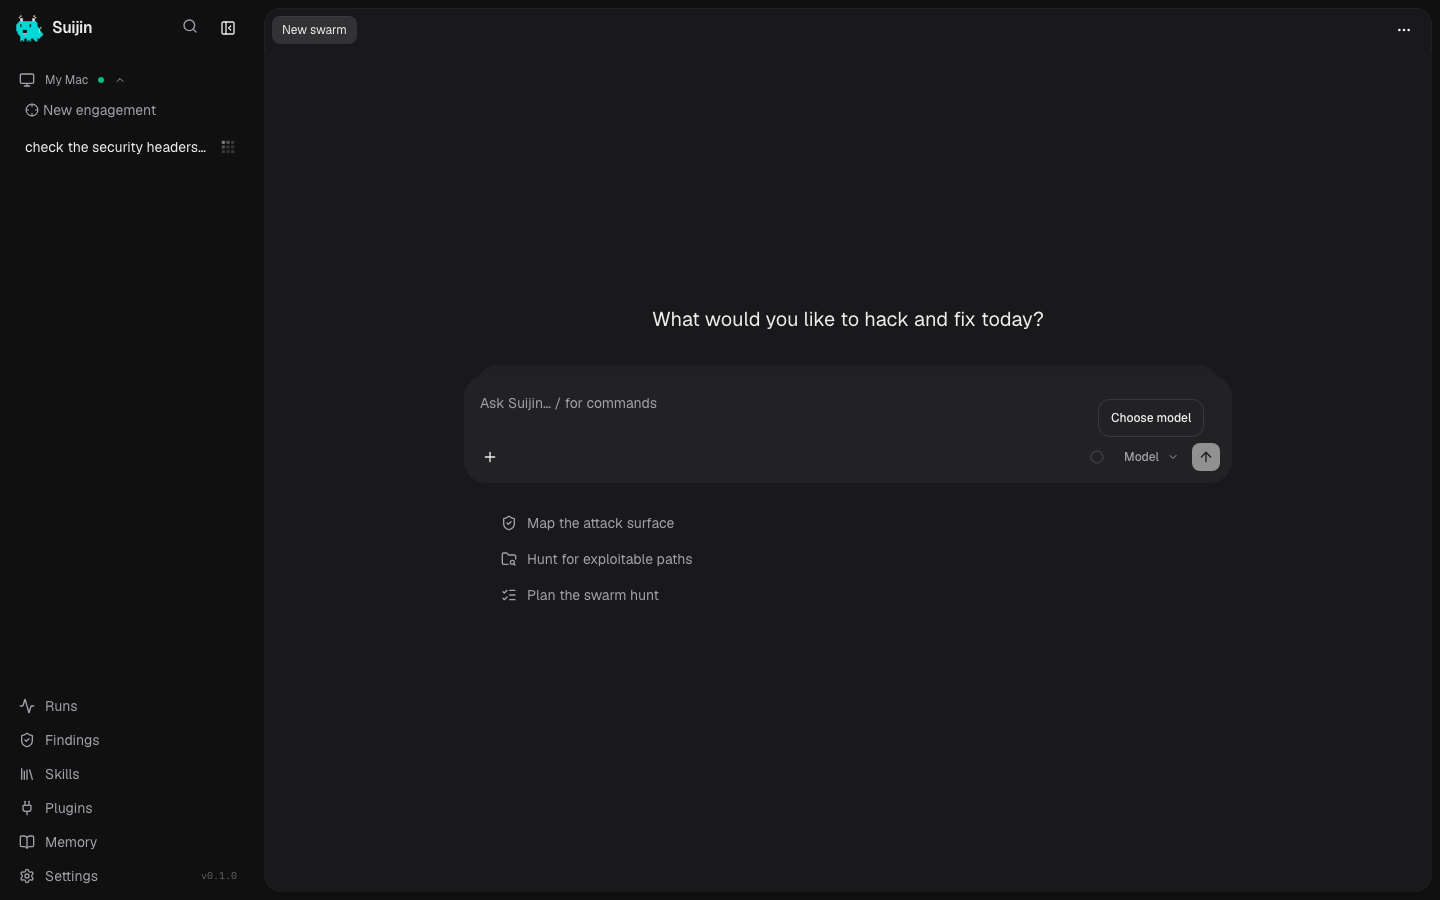 Suijin
My Mac
New engagement
check the security headers...
Runs
Findings
Skills
Plugins
Memory
Settings
v0.1.0
New swarm
What would you like to hack and fix today?
Ask Suijin... / for commands
Choose model
Model
Map the attack surface
Hunt for exploitable paths
Plan the swarm hunt